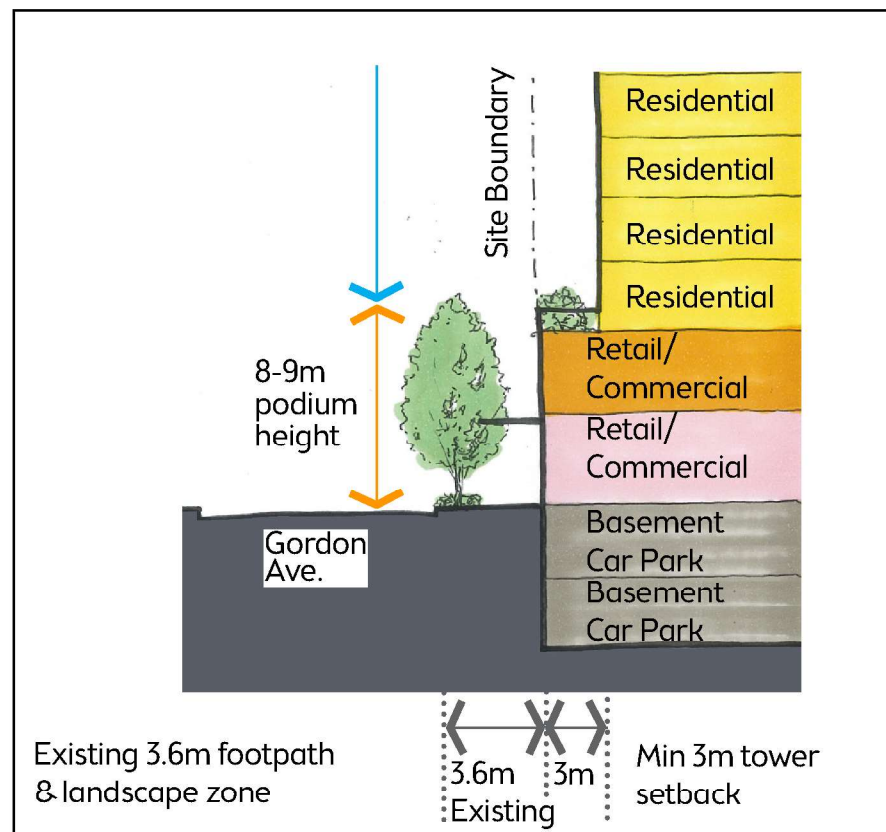 Site Boundary
Residential
Residential
Residential
Residential
Retail/
Commercial
Retail/
Commercial
Basement
Car Park
Basement
Car Park
8-9m
podium
height
Gordon
Ave.
Existing 3.6m footpath
& landscape zone
3.6m
Existing
3m
Min 3m tower
setback